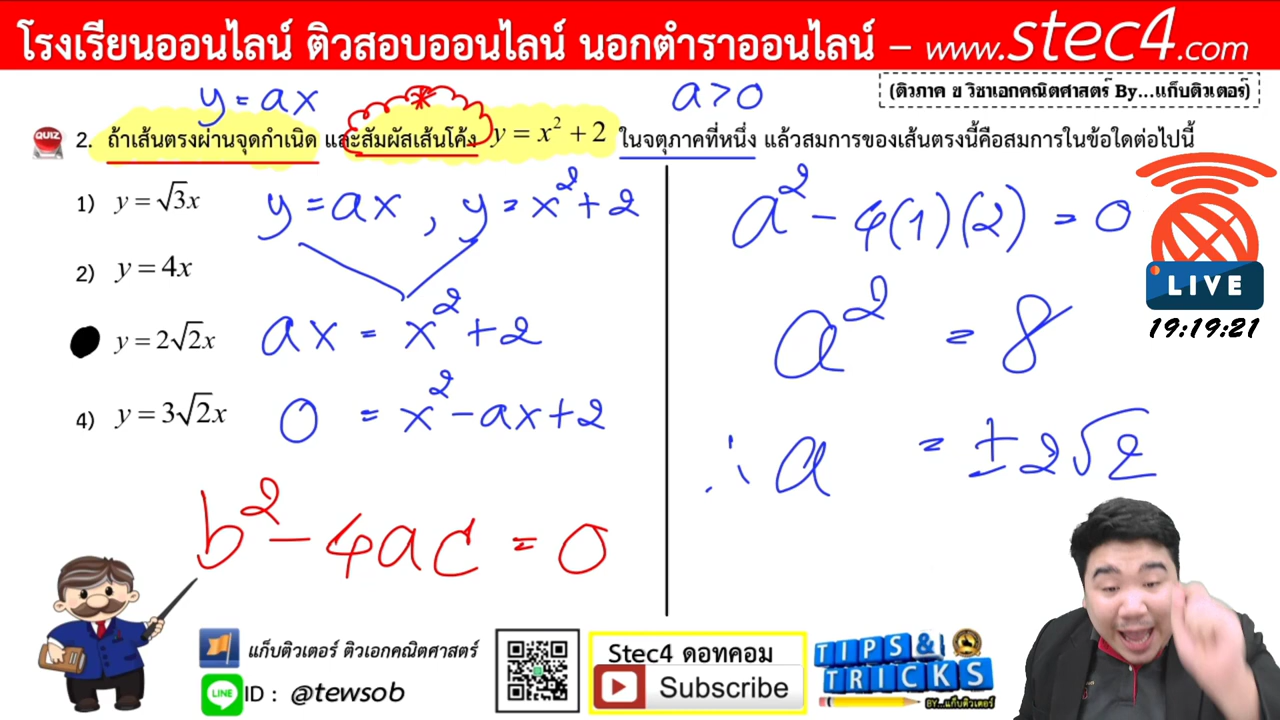 โรงเรียนออนไลน์ ติวสอบออนไลน์ นอกตำราออนไลน์ – www.stec4.com
(ติวภาค ข วิชาเอกคณิตศาสตร์ By...แก็บติวเตอร์)
y = ax
*
a > 0
QUIZ
2. ถ้าเส้นตรงผ่านจุดกำเนิด และสัมผัสเส้นโค้ง y = x² + 2 ในจตุภาคที่หนึ่ง แล้วสมการของเส้นตรงนี้คือสมการในข้อใดต่อไปนี้
1) y = √3x
2) y = 4x
y = 2√2x
4) y = 3√2x
y = ax , y = x² + 2
ax = x² + 2
0 = x² - ax + 2
b² - 4ac = 0
a² - 4(1)(2) = 0
a² = 8
∴ a = ±2√2
LIVE
19:19:21
แก็บติวเตอร์ ติวเอกคณิตศาสตร์
LINE ID : @tewsob
Stec4 ดอทคอม
Subscribe
TIPS &
TRICKS
BY...แก็บติวเตอร์